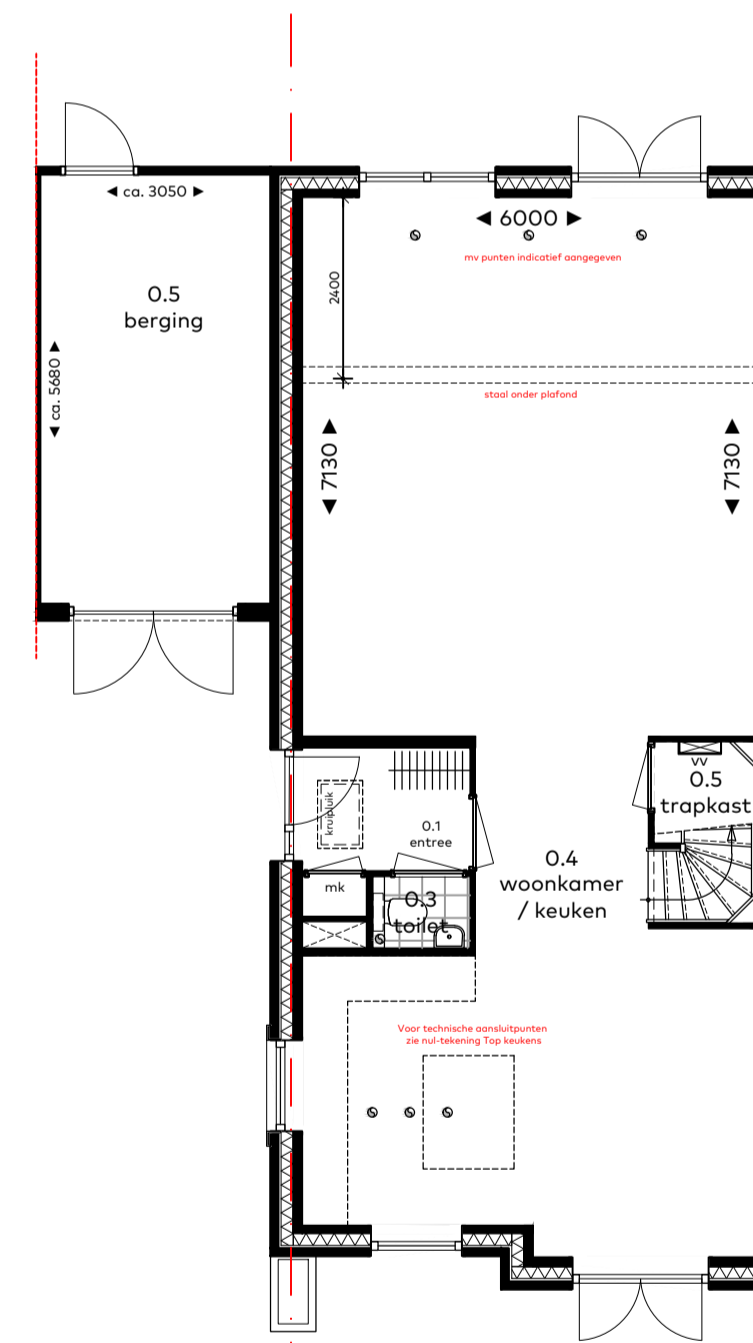 ca. 3050
6000
mv punten indicatief aangegeven
2400
0.5
berging
ca. 5680
staal onder plafond
7130
7130
kruipluik
0.1
entree
vv
0.5
trapkast
mk
0.3
toilet
0.4
woonkamer
/ keuken
Voor technische aansluitpunten
zie nul-tekening Top keukens